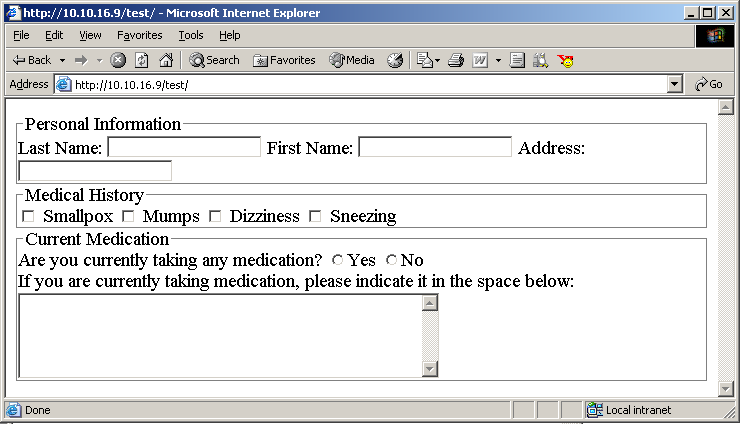 http://10.10.16.9/test/ - Microsoft Internet Explorer
File Edit View Favorites Tools Help
Back Search Favorites Media
Address http://10.10.16.9/test/ Go
Personal Information
Last Name: First Name: Address:
Medical History
Smallpox Mumps Dizziness Sneezing
Current Medication
Are you currently taking any medication? Yes No
If you are currently taking medication, please indicate it in the space below:
Done Local intranet